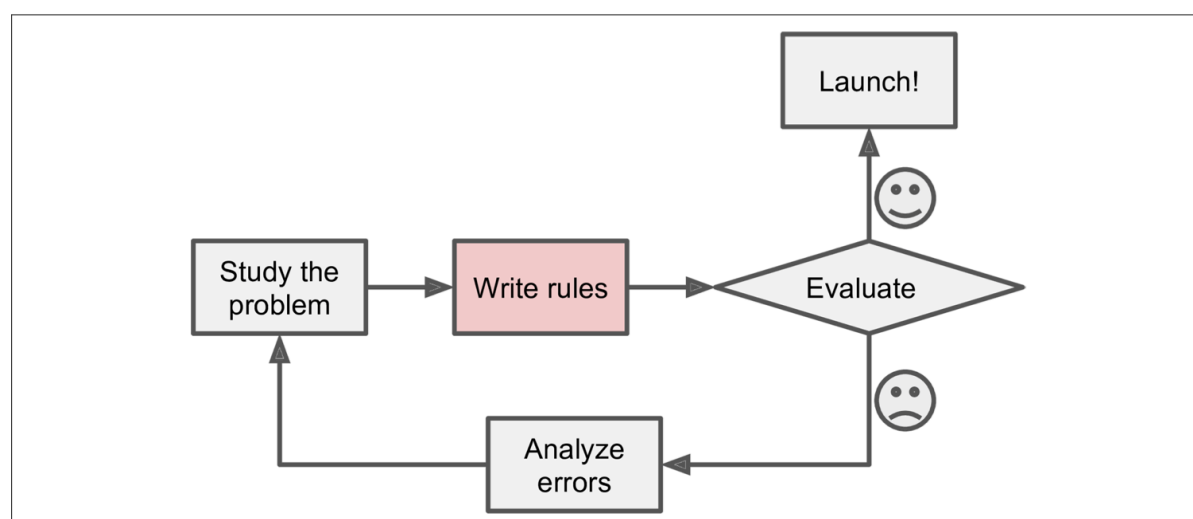 Launch!
Study the
problem
Write rules
Evaluate
Analyze
errors